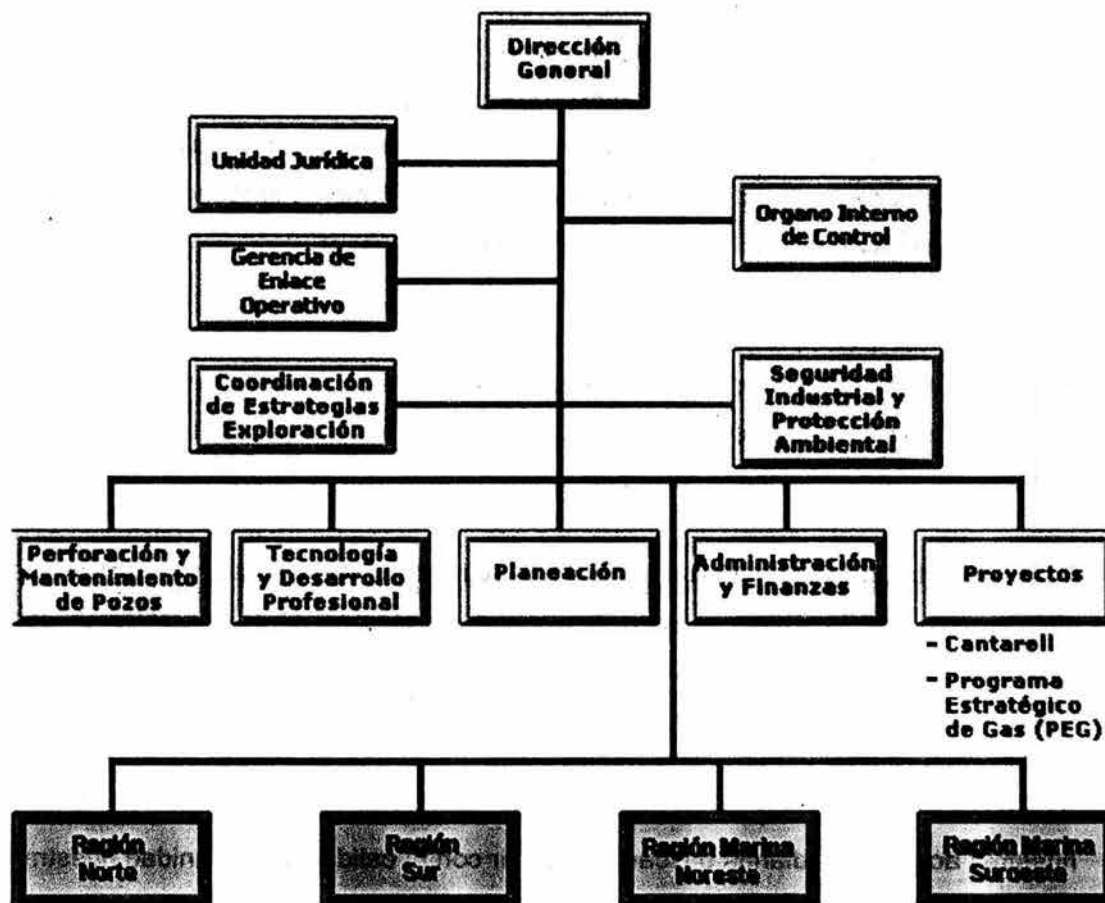 Dirección
General
Unidad Jurídica
Organo Interno
de Control
Gerencia de
Enlace
Operativo
Coordinación
de Estrategias
Exploración
Seguridad
Industrial y
Protección
Ambiental
Perforación y
Mantenimiento
de Pozos
Tecnología
y Desarrollo
Profesional
Planeación
Administración
y Finanzas
Proyectos
- Cantarell
- Programa
Estratégico
de Gas (PEG)
Región
Norte
Región
Sur
Región Marina
Noreste
Región Marina
Suroeste